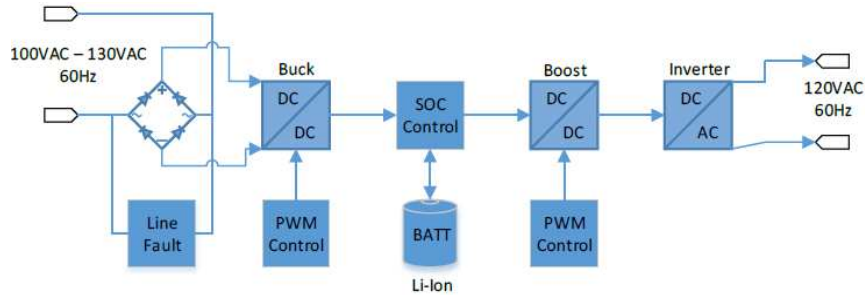 100VAC – 130VAC
60Hz
Buck
DC
DC
SOC
Control
Boost
DC
DC
Inverter
DC
AC
120VAC
60Hz
Line
Fault
PWM
Control
BATT
Li-Ion
PWM
Control